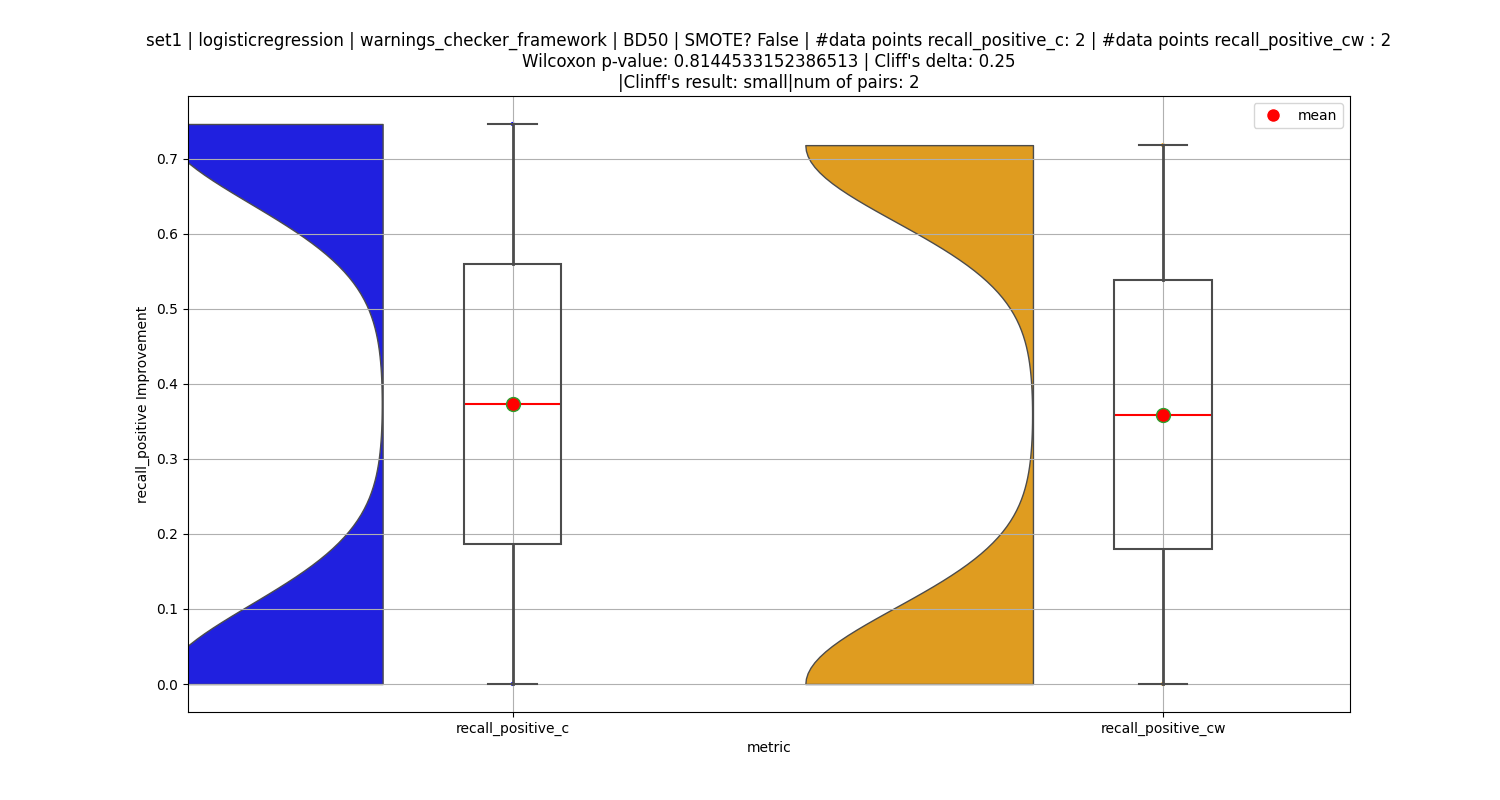 set1 | logisticregression | warnings_checker_framework | BD50 | SMOTE? False | #data points recall_positive_c: 2 | #data points recall_positive_cw : 2
Wilcoxon p-value: 0.8144533152386513 | Cliff's delta: 0.25
|Clinff's result: small|num of pairs: 2
mean
0.7
0.6
0.5
0.4
0.3
0.2
0.1
0.0
recall_positive Improvement
recall_positive_c
recall_positive_cw
metric